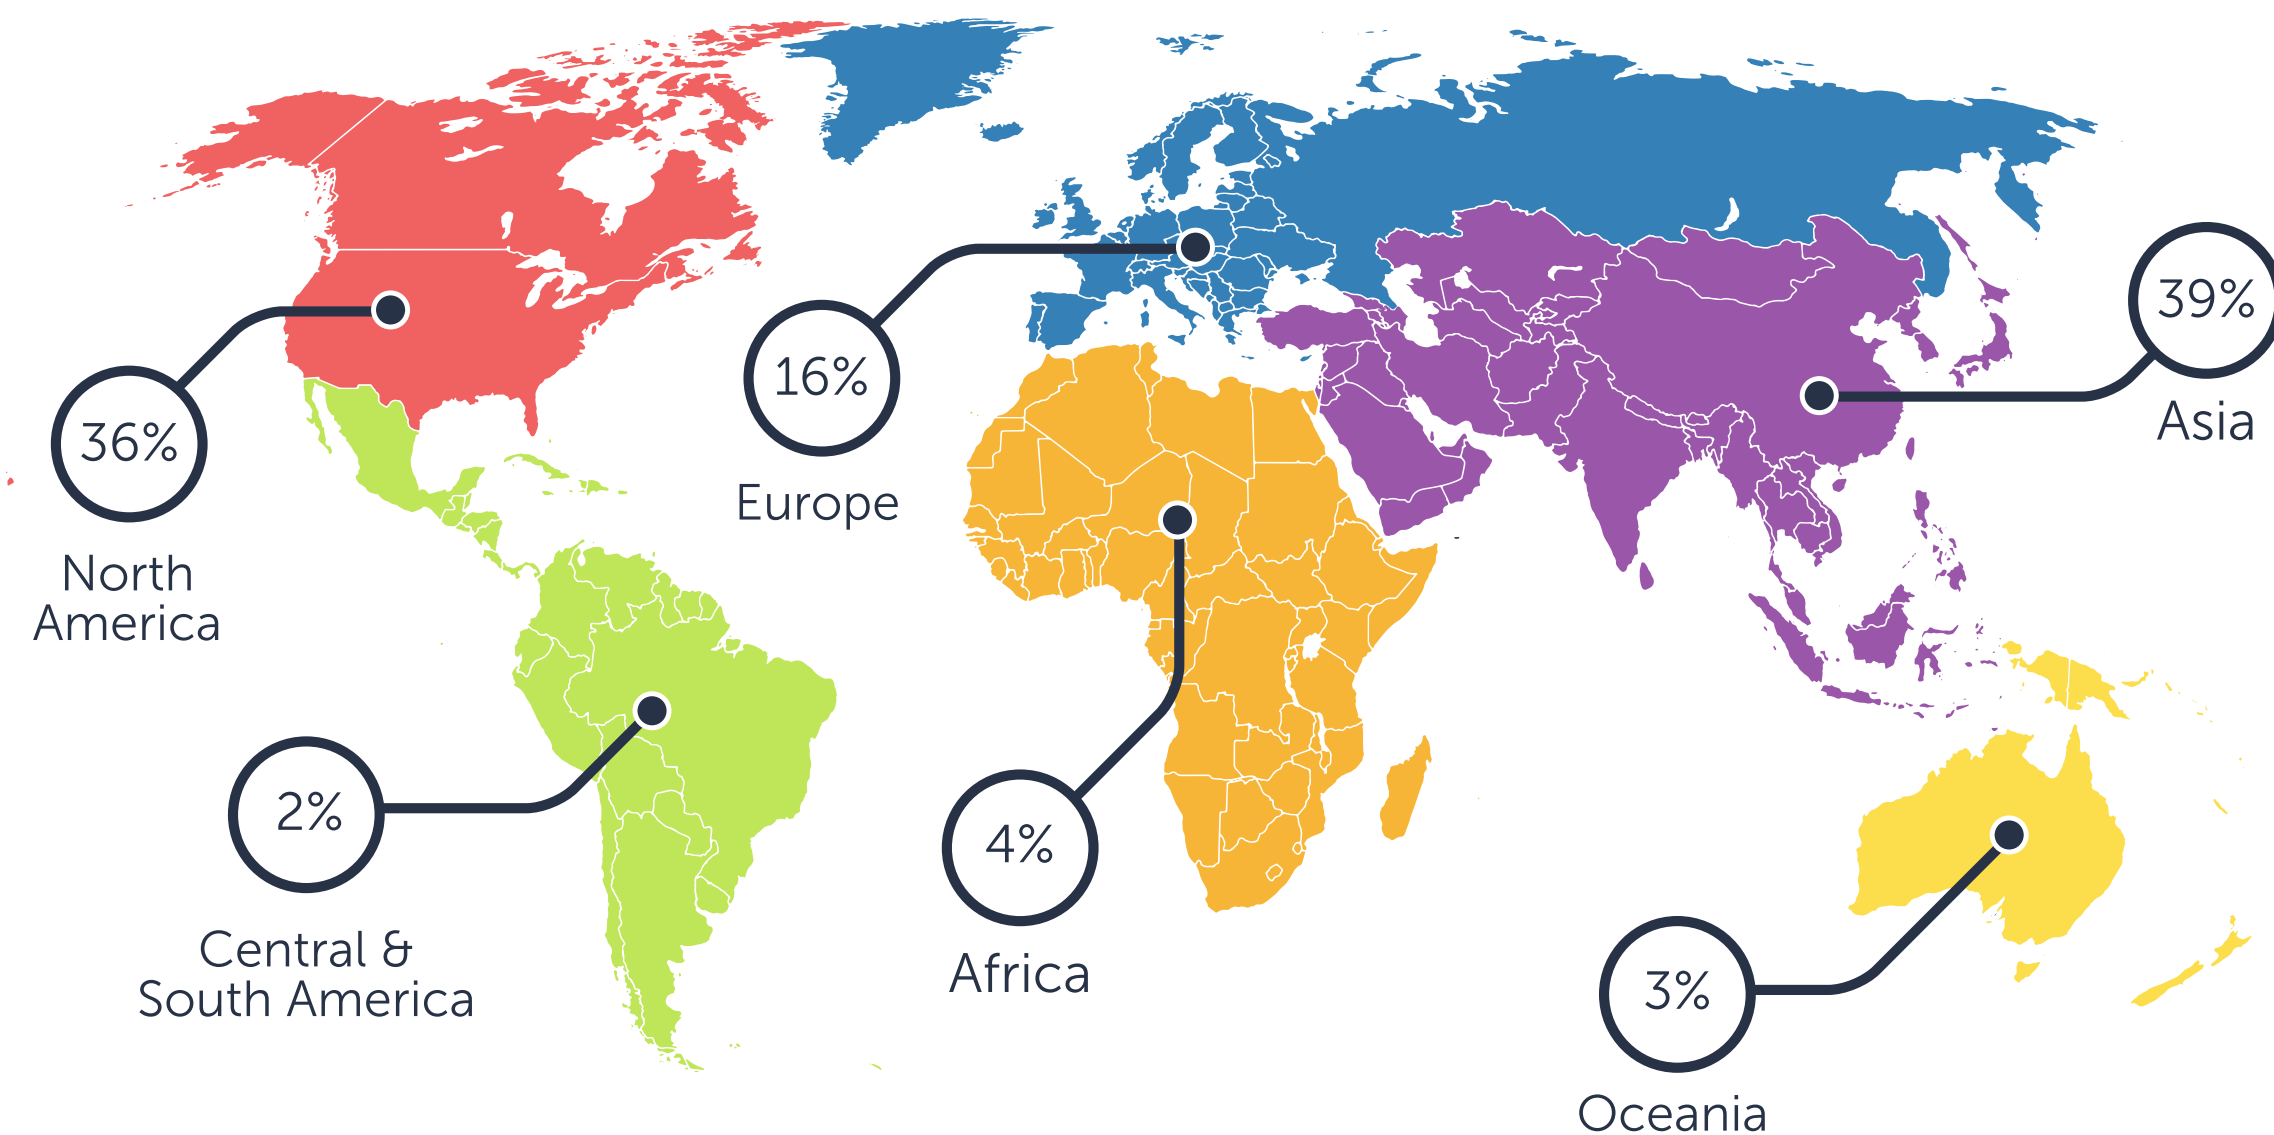 36%
North
America
16%
Europe
39%
Asia
2%
Central &
South America
4%
Africa
3%
Oceania